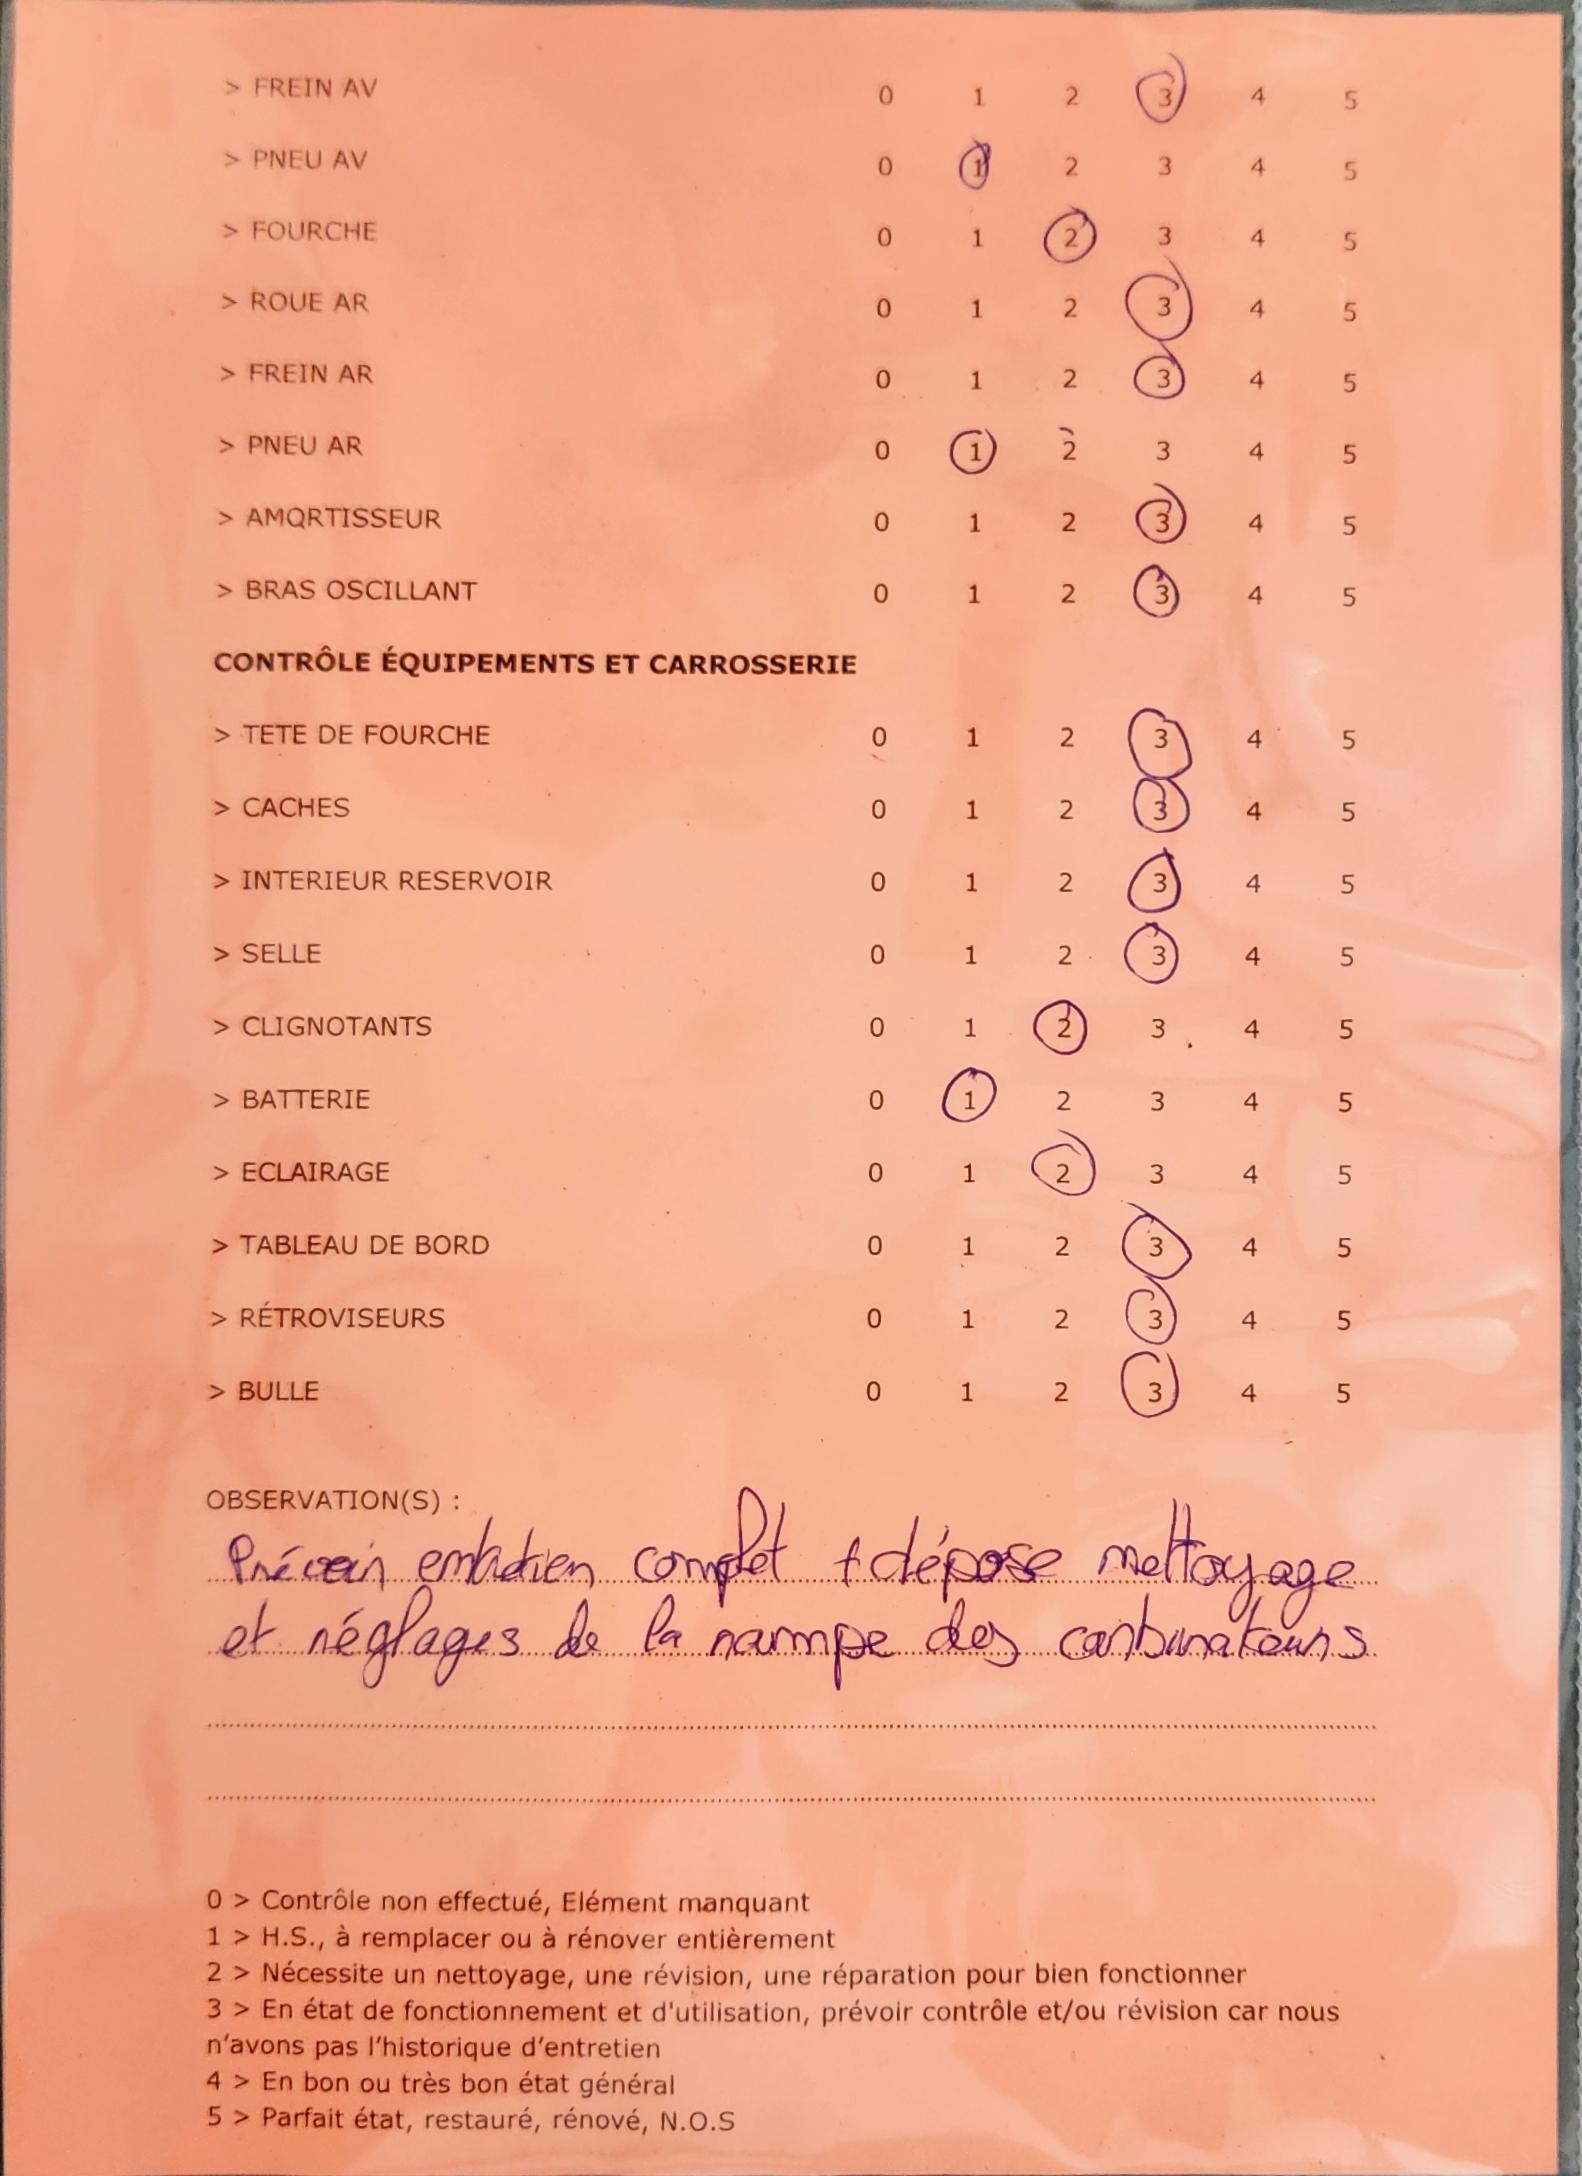 > FREIN AV 0 1 2 3 4 5
> PNEU AV 0 1 2 3 4 5
> FOURCHE 0 1 2 3 4 5
> ROUE AR 0 1 2 3 4 5
> FREIN AR 0 1 2 3 4 5
> PNEU AR 0 1 2 3 4 5
> AMORTISSEUR 0 1 2 3 4 5
> BRAS OSCILLANT 0 1 2 3 4 5
CONTRÔLE ÉQUIPEMENTS ET CARROSSERIE
> TETE DE FOURCHE 0 1 2 3 4 5
> CACHES 0 1 2 3 4 5
> INTERIEUR RESERVOIR 0 1 2 3 4 5
> SELLE 0 1 2 3 4 5
> CLIGNOTANTS 0 1 2 3 4 5
> BATTERIE 0 1 2 3 4 5
> ECLAIRAGE 0 1 2 3 4 5
> TABLEAU DE BORD 0 1 2 3 4 5
> RÉTROVISEURS 0 1 2 3 4 5
> BULLE 0 1 2 3 4 5
OBSERVATION(S) :
Prévoir entretien complet + dépose nettoyage
et réglages de la rampe des carburateurs
0 > Contrôle non effectué, Elément manquant
1 > H.S., à remplacer ou à rénover entièrement
2 > Nécessite un nettoyage, une révision, une réparation pour bien fonctionner
3 > En état de fonctionnement et d'utilisation, prévoir contrôle et/ou révision car nous
n'avons pas l'historique d'entretien
4 > En bon ou très bon état général
5 > Parfait état, restauré, rénové, N.O.S